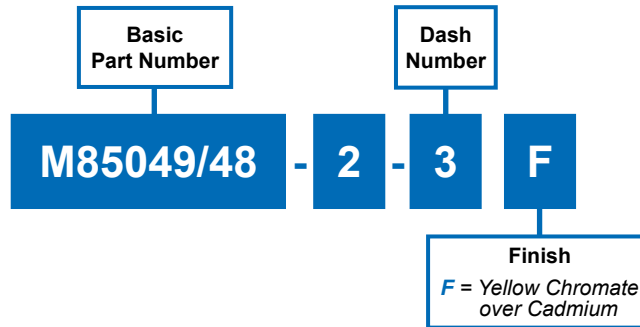 Basic
Part Number
Dash
Number
M85049/48 - 2 - 3 F
Finish
F = Yellow Chromate
over Cadmium